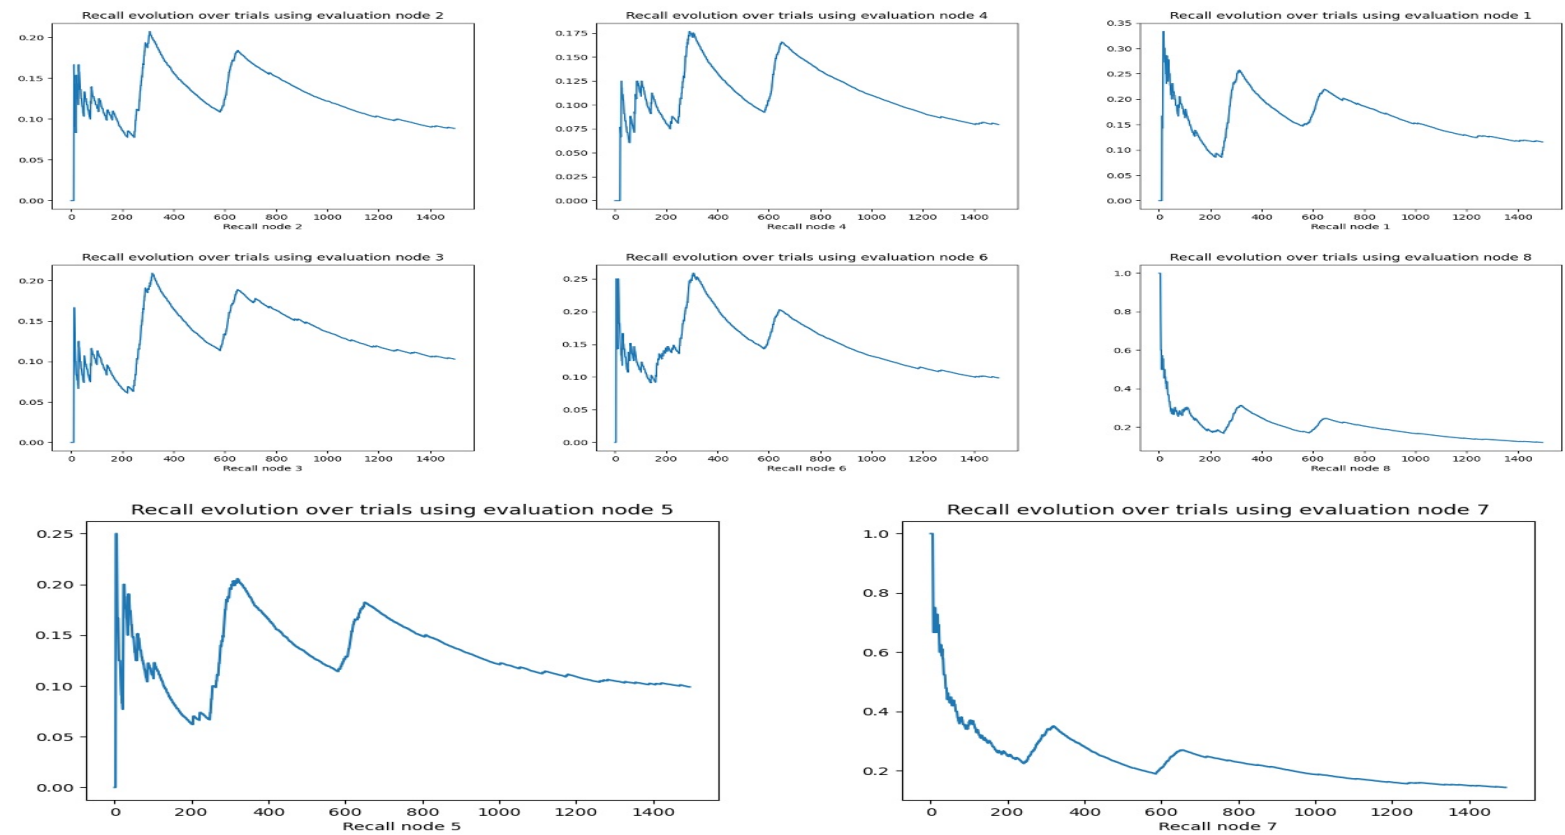 Recall evolution over trials using evaluation node 2
0.20
0.15
0.10
0.05
0.00
0 200 400 600 800 1000 1200 1400
Recall node 2
Recall evolution over trials using evaluation node 4
0.175
0.150
0.125
0.100
0.075
0.050
0.025
0.000
0 200 400 600 800 1000 1200 1400
Recall node 4
Recall evolution over trials using evaluation node 1
0.35
0.30
0.25
0.20
0.15
0.10
0.05
0.00
0 200 400 600 800 1000 1200 1400
Recall node 1
Recall evolution over trials using evaluation node 3
0.20
0.15
0.10
0.05
0.00
0 200 400 600 800 1000 1200 1400
Recall node 3
Recall evolution over trials using evaluation node 6
0.25
0.20
0.15
0.10
0.05
0.00
0 200 400 600 800 1000 1200 1400
Recall node 6
Recall evolution over trials using evaluation node 8
1.0
0.8
0.6
0.4
0.2
0 200 400 600 800 1000 1200 1400
Recall node 8
Recall evolution over trials using evaluation node 5
0.25
0.20
0.15
0.10
0.05
0.00
0 200 400 600 800 1000 1200 1400
Recall node 5
Recall evolution over trials using evaluation node 7
1.0
0.8
0.6
0.4
0.2
0 200 400 600 800 1000 1200 1400
Recall node 7